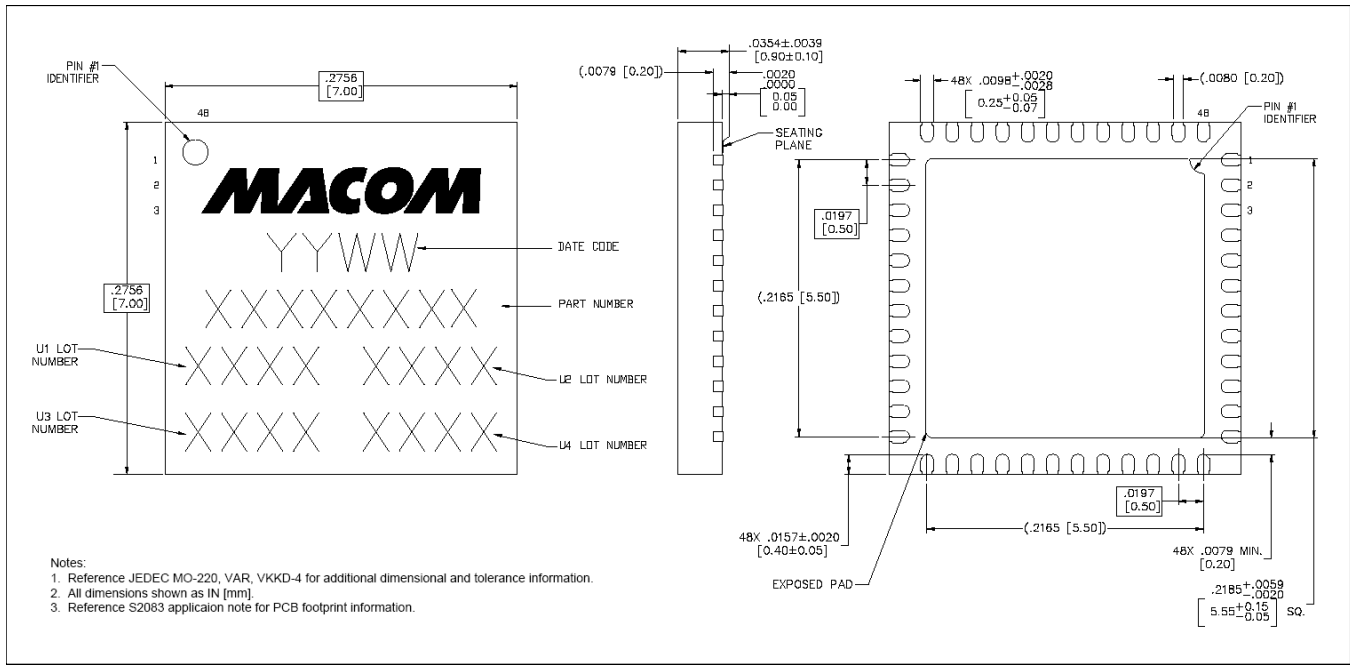 PIN #1
IDENTIFIER
.2756
[7.00]
48
1
2
3
MACOM
YYWW
DATE CODE
XXXXXXXX
PART NUMBER
U1 LOT
NUMBER
XXXX XXXX
U2 LOT NUMBER
U3 LOT
NUMBER
XXXX XXXX
U4 LOT NUMBER
.2756
[7.00]
.0354±.0039
[0.90±0.10]
(.0079 [0.20])
.0020
.0000
[0.05
0.00]
SEATING
PLANE
48X .0098+.0020
-.0028
[0.25+0.05
-0.07]
(.0080 [0.20])
48
PIN #1
IDENTIFIER
1
2
3
.0197
[0.50]
(.2165 [5.50])
.0197
[0.50]
(.2165 [5.50])
48X .0157±.0020
[0.40±0.05]
EXPOSED PAD
48X .0079 MIN.
[0.20]
.2185+.0059
-.0020
[5.55+0.15
-0.05] SQ.
Notes:
1. Reference JEDEC MO-220, VAR, VKKD-4 for additional dimensional and tolerance information.
2. All dimensions shown as IN [mm].
3. Reference S2083 applicaion note for PCB footprint information.